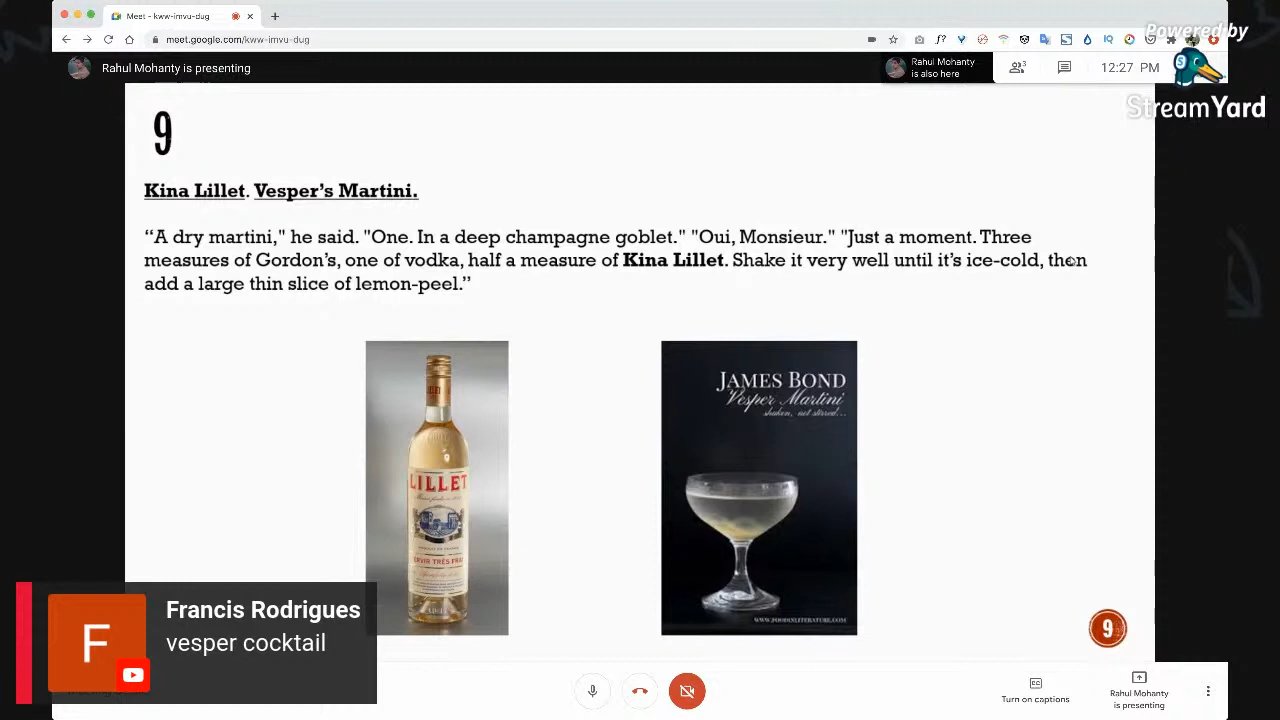 Meet - kww-imvu-dug
meet.google.com/kww-imvu-dug
Powered by
Rahul Mohanty is presenting
Rahul Mohanty
is also here
3
12:27 PM
StreamYard
9
Kina Lillet. Vesper's Martini.
“A dry martini," he said. "One. In a deep champagne goblet." "Oui, Monsieur." "Just a moment. Three
measures of Gordon's, one of vodka, half a measure of Kina Lillet. Shake it very well until it's ice-cold, then
add a large thin slice of lemon-peel.”
LILLET
JAMES BOND
Vesper Martini
shaken, not stirred...
WWW.FOODINLITERATURE.COM
9
F
Francis Rodrigues
vesper cocktail
Turn on captions
Rahul Mohanty
is presenting